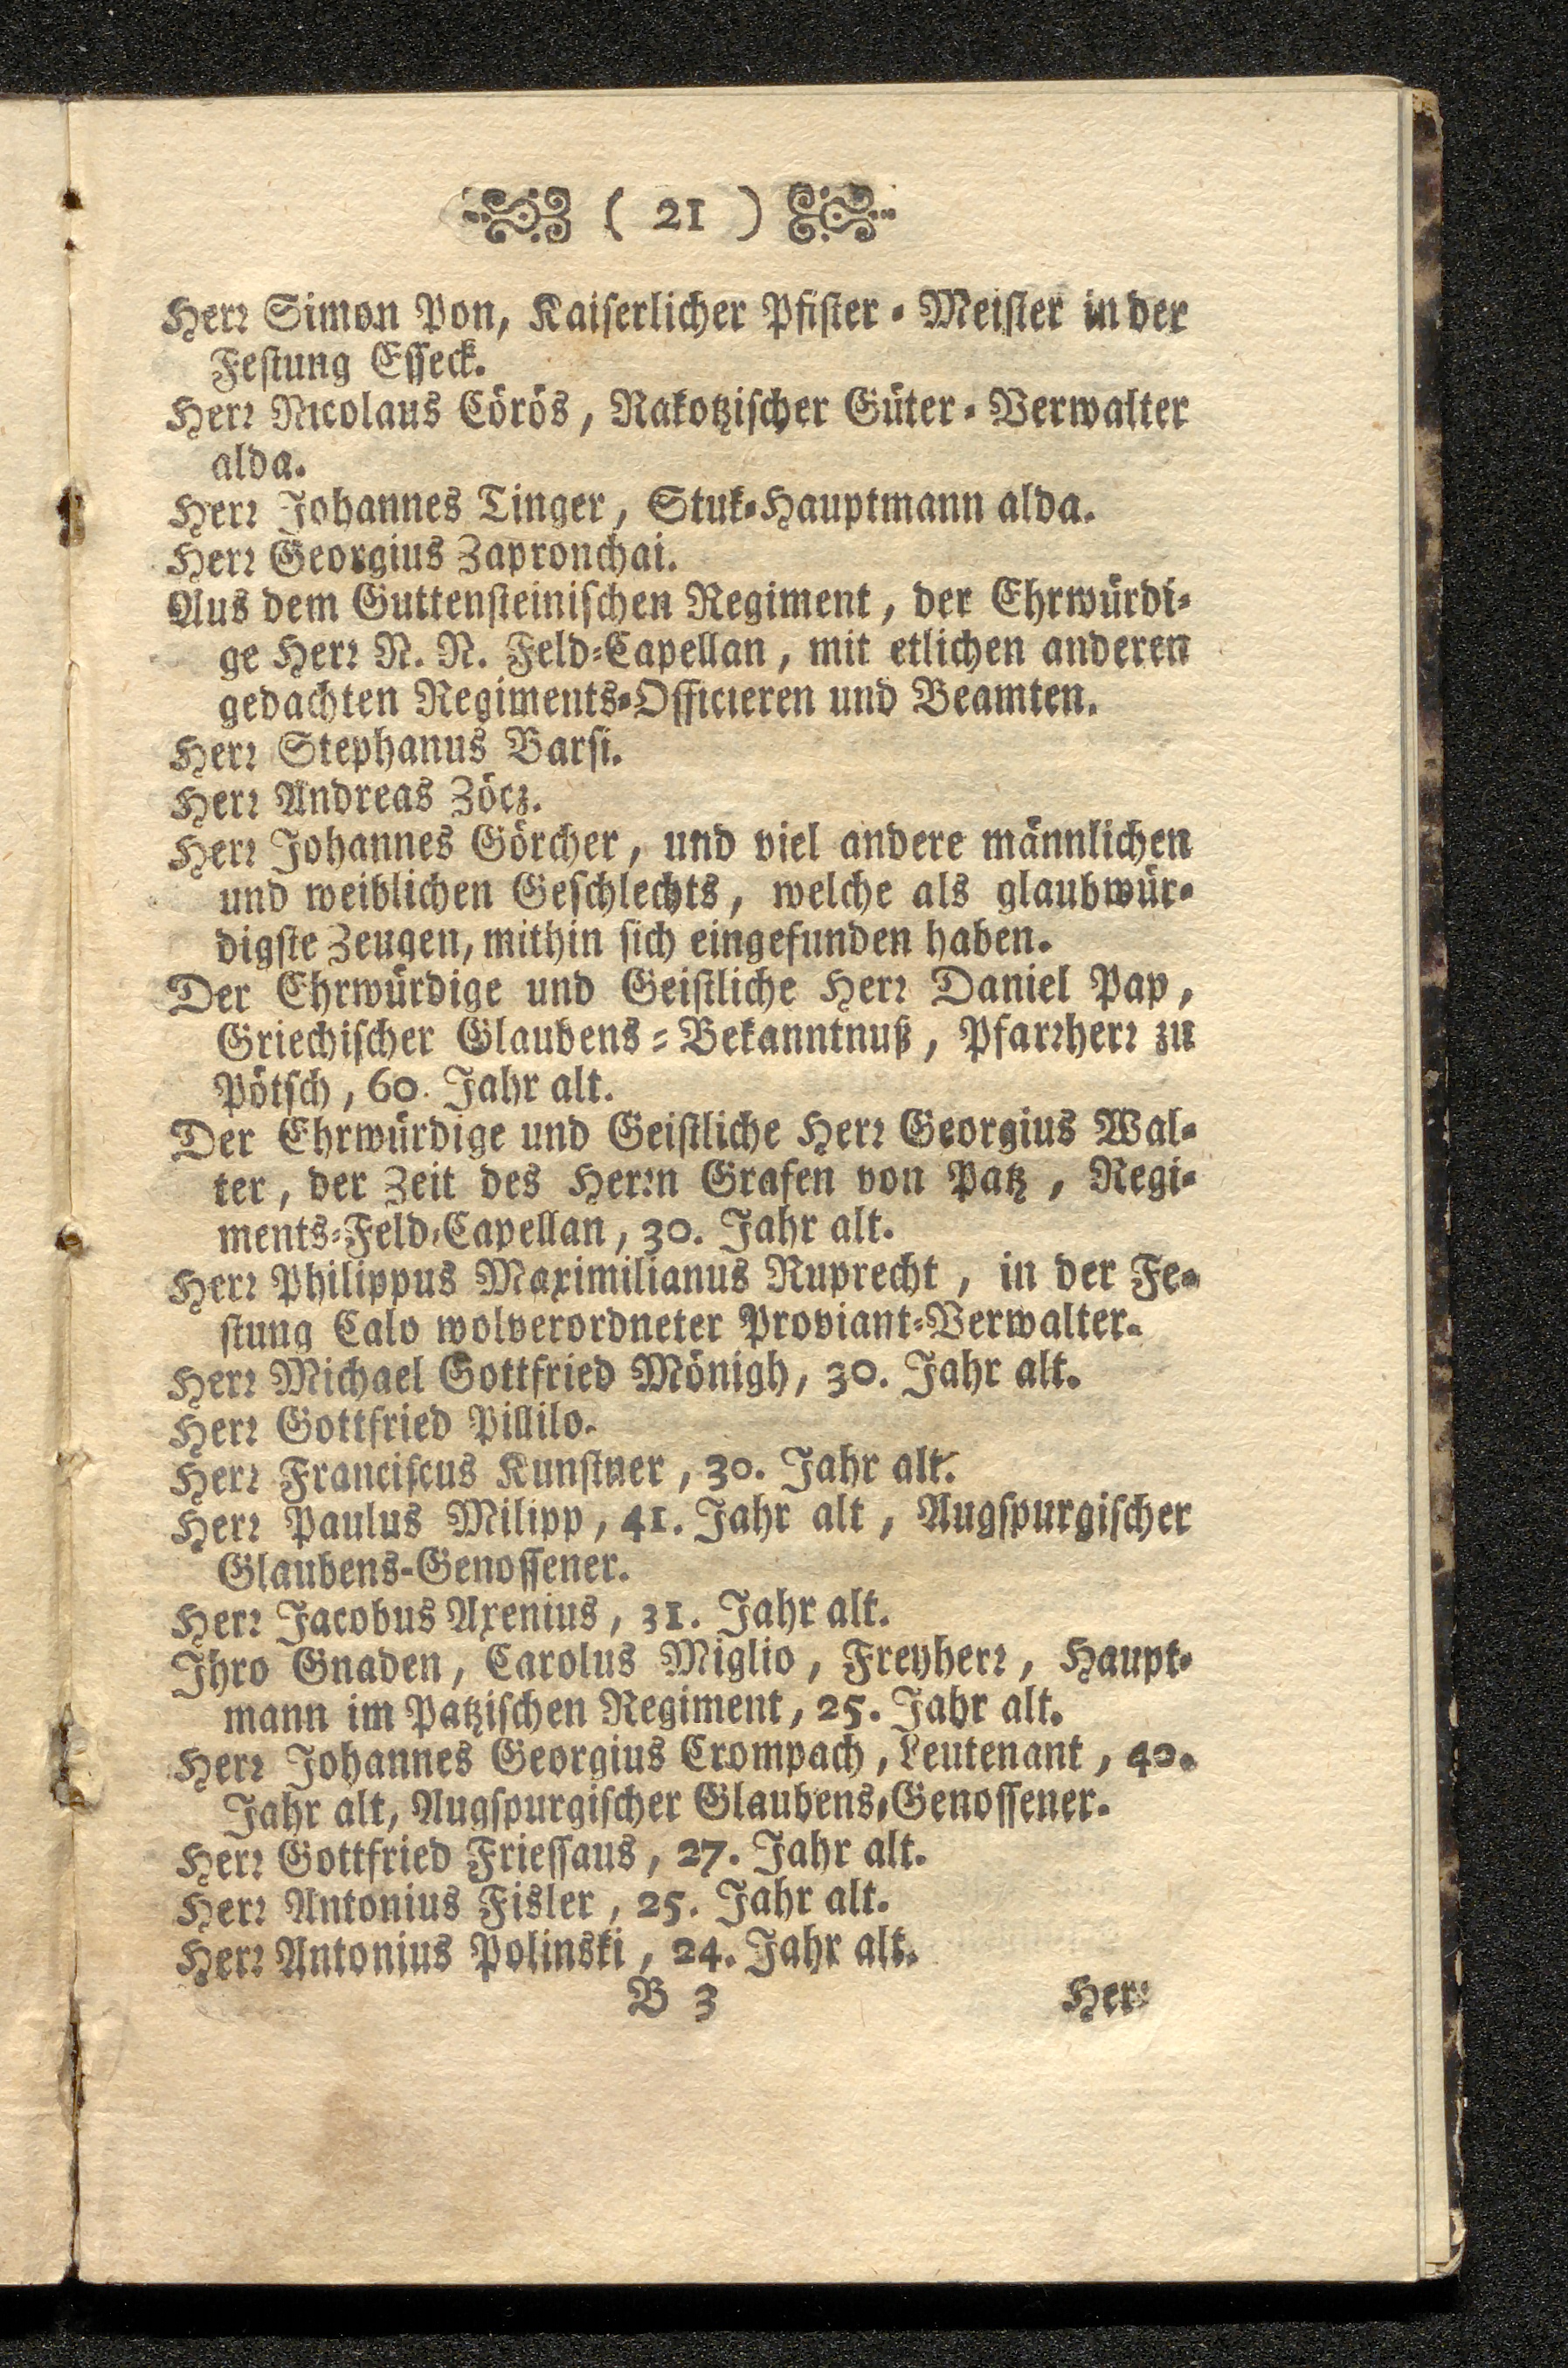 ( 21 )
Herr Simon Pon, Kaiserlicher Pfister-Meister in der
Festung Esseck.
Herr Nicolaus Cörös, Rakotzischer Güter-Verwalter
alda.
Herr Johannes Tinger, Stuk-Hauptmann alda.
Herr Georgius Zapronchai.
Aus dem Guttensteinischen Regiment, der Ehrwürdi-
ge Herr N. N. Feld-Capellan, mit etlichen anderen
gedachten Regiments-Officieren und Beamten.
Herr Stephanus Barsi.
Herr Andreas Zöcz.
Herr Johannes Görcher, und viel andere männlichen
und weiblichen Geschlechts, welche als glaubwür-
digste Zeugen, mithin sich eingefunden haben.
Der Ehrwürdige und Geistliche Herr Daniel Pap,
Griechischer Glaubens-Bekanntnuß, Pfarrherr zu
Pötsch, 60. Jahr alt.
Der Ehrwürdige und Geistliche Herr Georgius Wal-
ter, der Zeit des Herrn Grafen von Patz, Regi-
ments-Feld-Capellan, 30. Jahr alt.
Herr Philippus Maximilianus Ruprecht, in der Fe-
stung Calo wolverordneter Proviant-Verwalter.
Herr Michael Gottfried Mönigh, 30. Jahr alt.
Herr Gottfried Pillilo.
Herr Franciscus Kunstner, 30. Jahr alt.
Herr Paulus Milipp, 41. Jahr alt, Augspurgischer
Glaubens-Genossener.
Herr Jacobus Axenius, 31. Jahr alt.
Ihro Gnaden, Carolus Miglio, Freyherr, Haupt-
mann im Patzischen Regiment, 25. Jahr alt.
Herr Johannes Georgius Crompach, Leutenant, 40.
Jahr alt, Augspurgischer Glaubens-Genossener.
Herr Gottfried Friessaus, 27. Jahr alt.
Herr Antonius Fisler, 25. Jahr alt.
Herr Antonius Polinski, 24. Jahr alt.
B 3 Herr